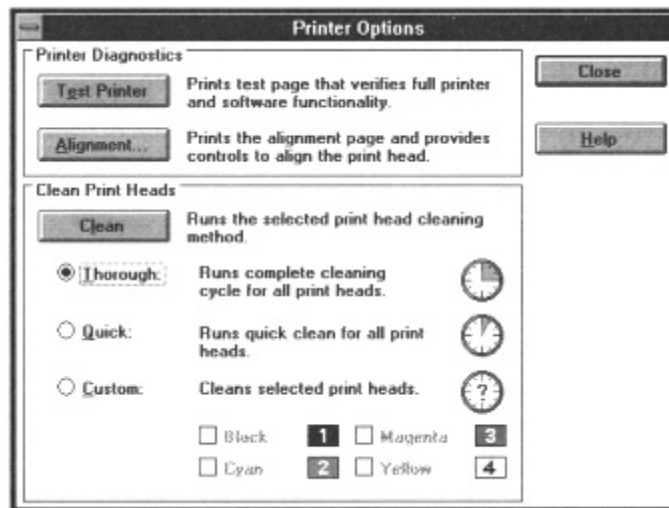 Printer Options
Printer Diagnostics
Test Printer
Prints test page that verifies full printer
and software functionality.
Alignment...
Prints the alignment page and provides
controls to align the print head.
Close
Help
Clean Print Heads
Clean
Runs the selected print head cleaning
method.
Thorough:
Runs complete cleaning
cycle for all print heads.
Quick:
Runs quick clean for all print
heads.
Custom:
Cleans selected print heads.
?
Black 1 Magenta 3
Cyan 2 Yellow 4